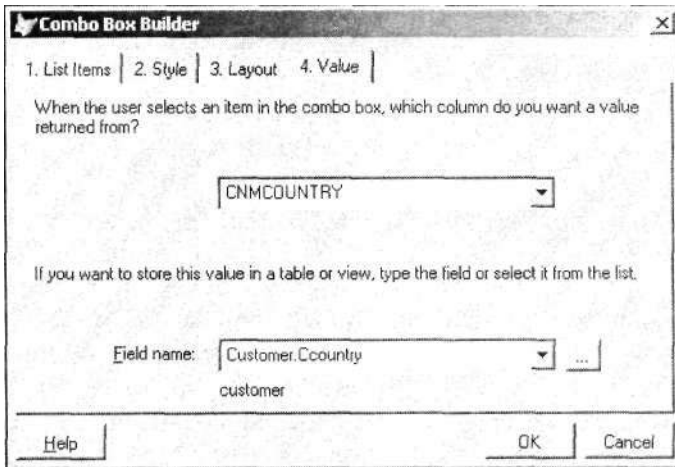 Combo Box Builder
1. List Items 2. Style 3. Layout 4. Value
When the user selects an item in the combo box, which column do you want a value
returned from?
CNMCOUNTRY
If you want to store this value in a table or view, type the field or select it from the list.
Field name: Customer.Ccountry ...
customer
Help OK Cancel